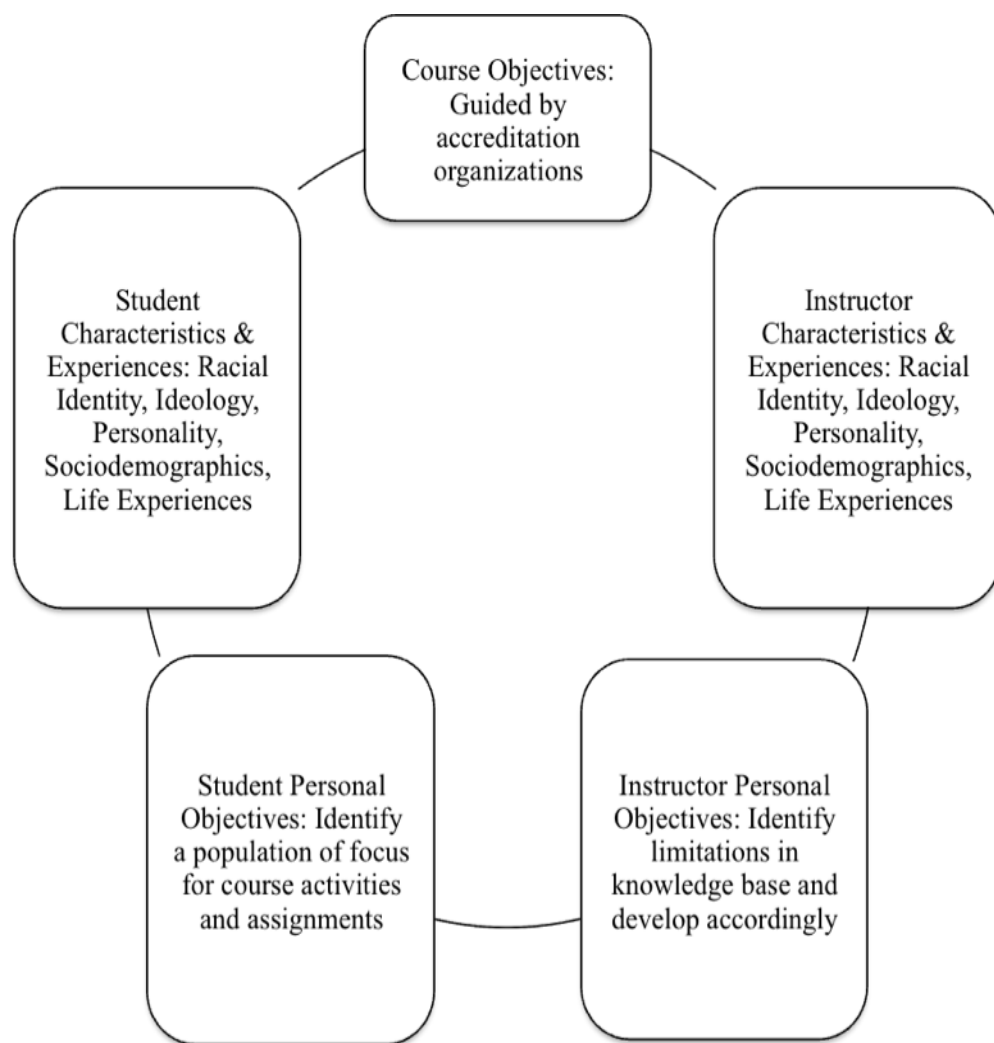 Course Objectives:
Guided by
accreditation
organizations
Student
Characteristics &
Experiences: Racial
Identity, Ideology,
Personality,
Sociodemographics,
Life Experiences
Instructor
Characteristics &
Experiences: Racial
Identity, Ideology,
Personality,
Sociodemographics,
Life Experiences
Student Personal
Objectives: Identify
a population of focus
for course activities
and assignments
Instructor Personal
Objectives: Identify
limitations in
knowledge base and
develop accordingly